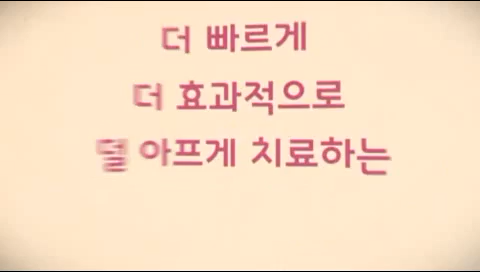 더 빠르게
더 효과적으로
덜 아프게 치료하는